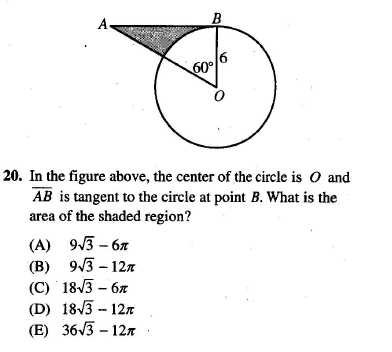 A B
6
60°
O
20. In the figure above, the center of the circle is O and
AB is tangent to the circle at point B. What is the
area of the shaded region?
(A) 9√3 – 6π
(B) 9√3 – 12π
(C) 18√3 – 6π
(D) 18√3 – 12π
(E) 36√3 – 12π